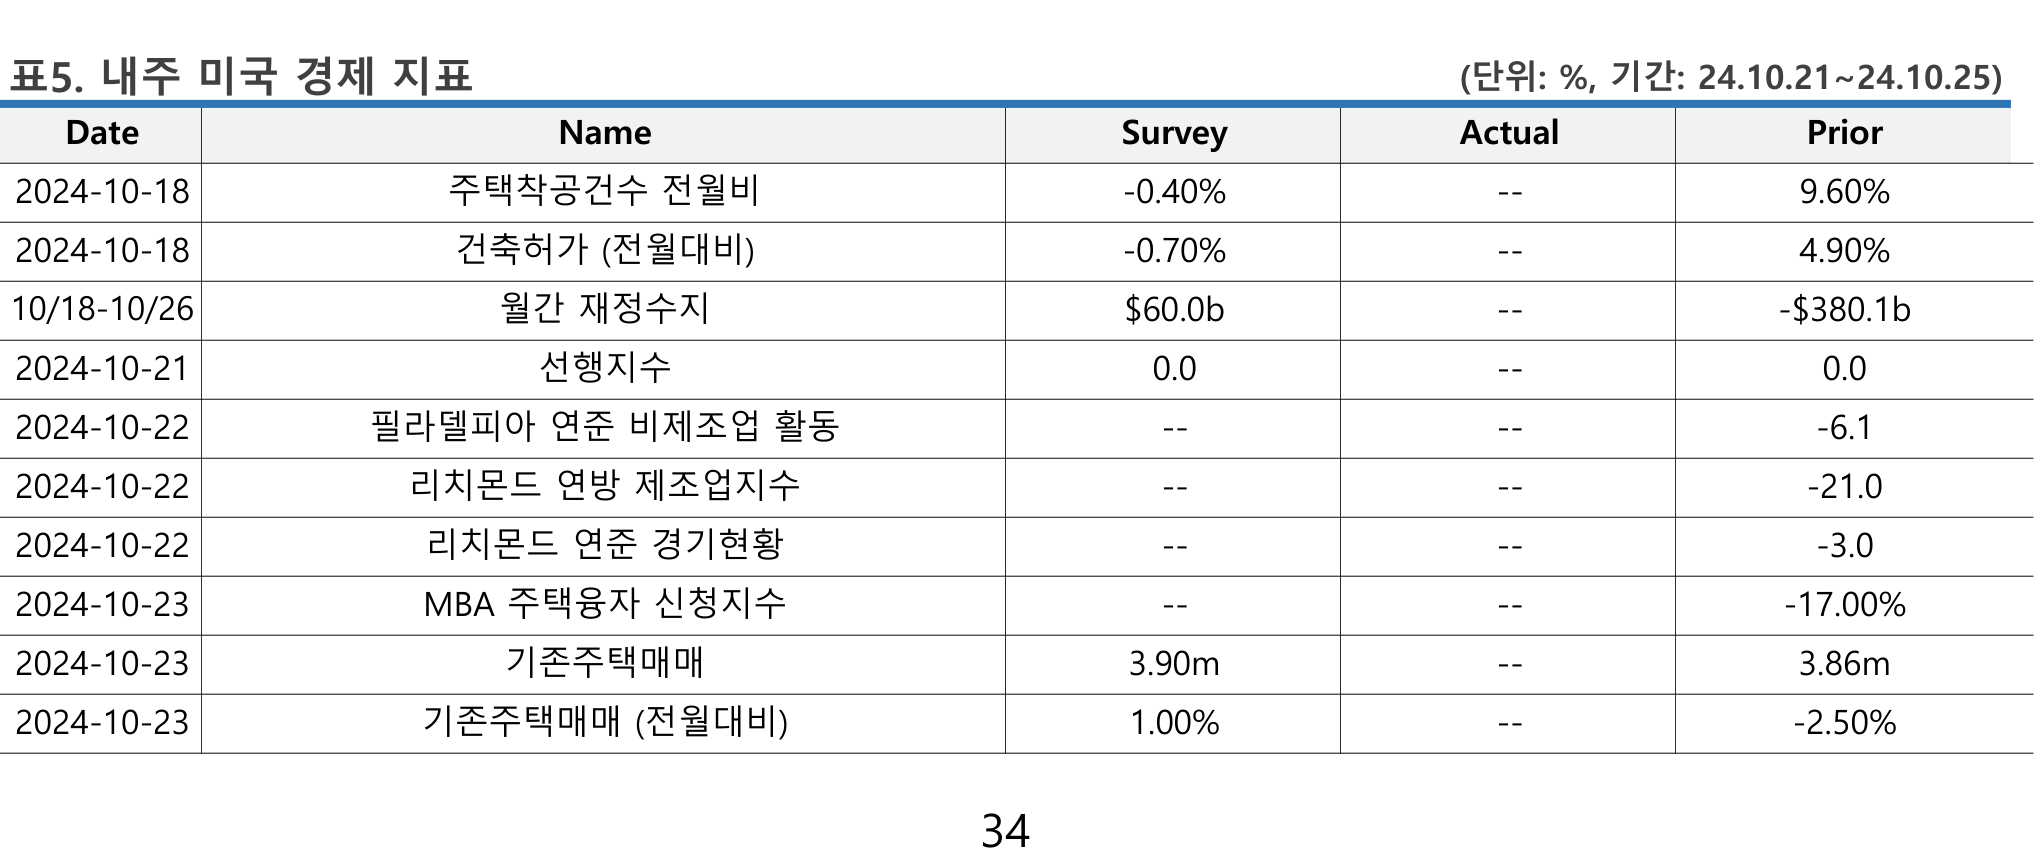 표5. 내주 미국 경제 지표 (단위: %, 기간: 24.10.21~24.10.25)
Date Name Survey Actual Prior
2024-10-18 주택착공건수 전월비 -0.40% -- 9.60%
2024-10-18 건축허가 (전월대비) -0.70% -- 4.90%
10/18-10/26 월간 재정수지 $60.0b -- -$380.1b
2024-10-21 선행지수 0.0 -- 0.0
2024-10-22 필라델피아 연준 비제조업 활동 -- -- -6.1
2024-10-22 리치몬드 연방 제조업지수 -- -- -21.0
2024-10-22 리치몬드 연준 경기현황 -- -- -3.0
2024-10-23 MBA 주택융자 신청지수 -- -- -17.00%
2024-10-23 기존주택매매 3.90m -- 3.86m
2024-10-23 기존주택매매 (전월대비) 1.00% -- -2.50%
34